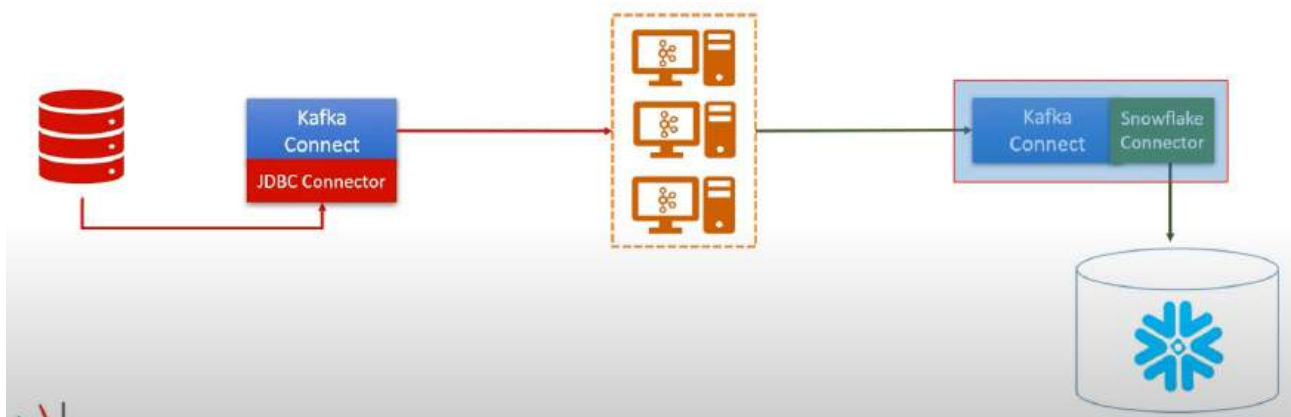 Kafka
Connect
JDBC Connector
Kafka
Connect
Snowflake
Connector